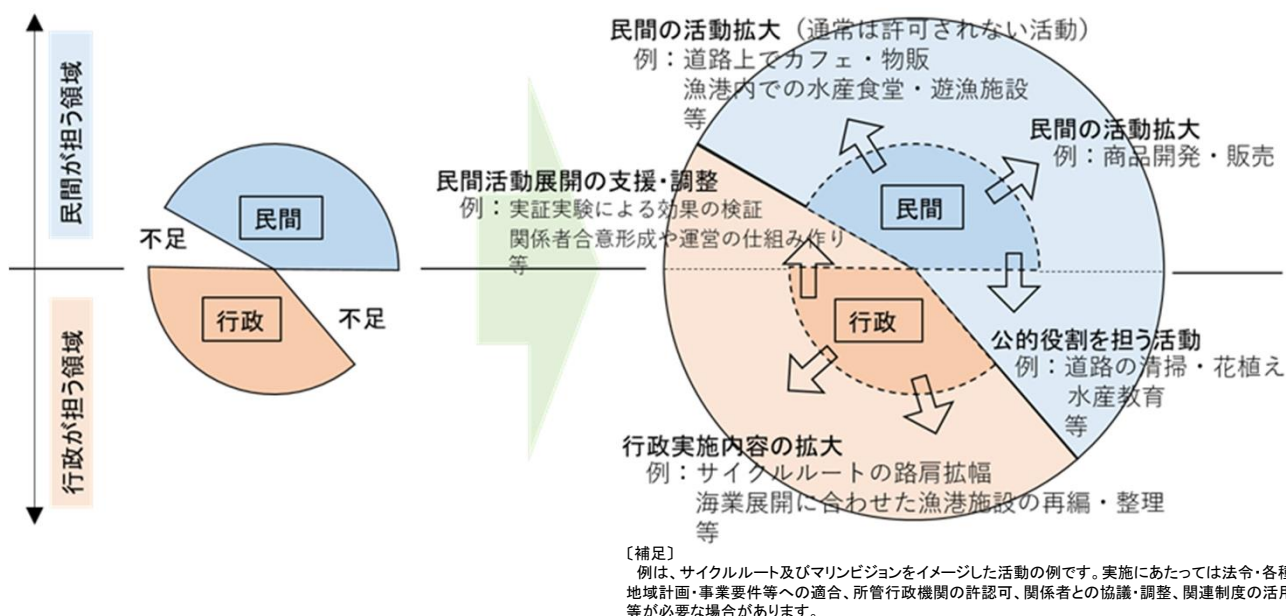 民間が担う領域
行政が担う領域
民間
不足
行政
不足
民間活動展開の支援・調整
例：実証実験による効果の検証
関係者合意形成や運営の仕組み作り
等
民間の活動拡大（通常は許可されない活動）
例：道路上でカフェ・物販
漁港内での水産食堂・遊漁施設
等
民間の活動拡大
例：商品開発・販売
民間
行政
公的役割を担う活動
例：道路の清掃・花植え
水産教育
等
行政実施内容の拡大
例：サイクルルートの路肩拡幅
海業展開に合わせた漁港施設の再編・整理
等
〔補足〕
例は、サイクルルート及びマリンビジョンをイメージした活動の例です。実施にあたっては法令・各種
地域計画・事業要件等への適合、所管行政機関の許認可、関係者との協議・調整、関連制度の活用
等が必要な場合があります。